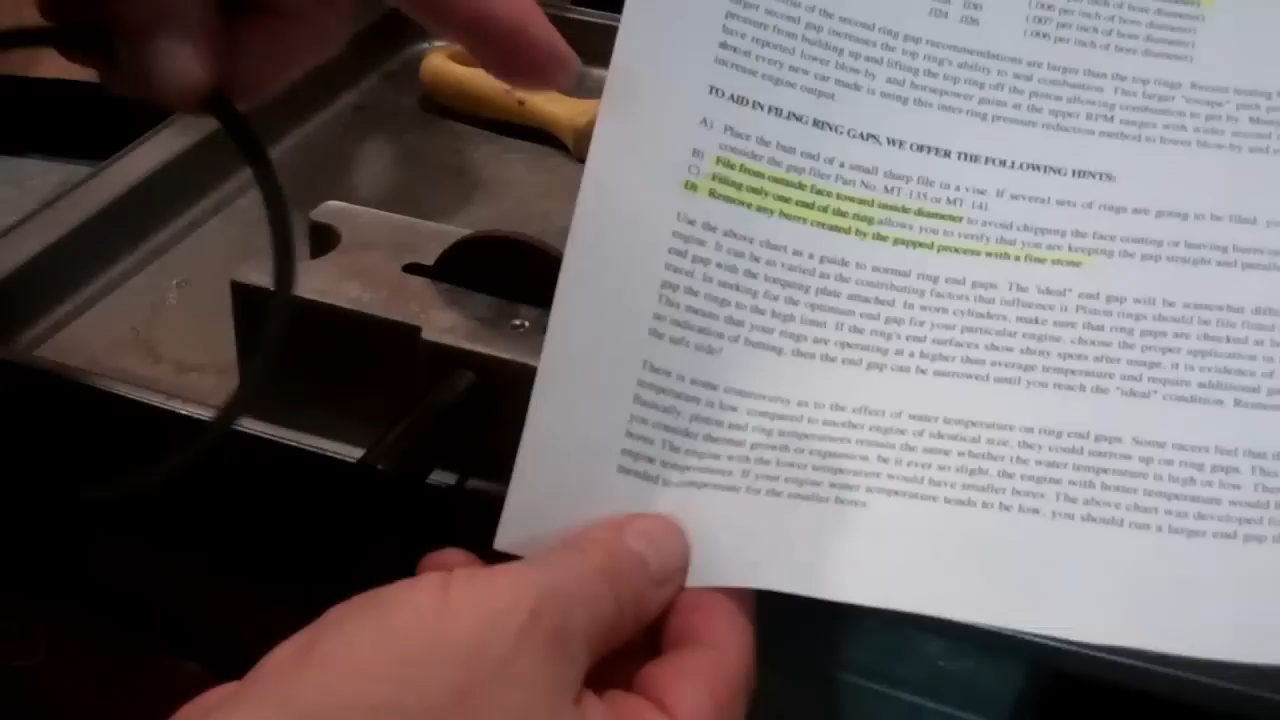 .024 .026
(.006 per inch of bore diameter)
(.007 per inch of bore diameter)
(.006 per inch of bore diameter)
of the second ring gap recommendations are larger than the top rings. Recent testing
larger second gap increases the top ring's ability to seal combustion. This larger "escape" path
pressure from building up and lifting the top ring off the piston allowing combustion to get by. Many
have reported lower blow-by and horsepower gains at the upper RPM ranges with wider second
almost every new car made is using this inter-ring pressure reduction method to lower blow-by and
increase engine output.
TO AID IN FILING RING GAPS, WE OFFER THE FOLLOWING HINTS:
A) Place the butt end of a small sharp file in a vise. If several sets of rings are going to be filed,
consider the gap filer Part No. MT-135 or MT-141.
B) File from outside face toward inside diameter to avoid chipping the face coating or leaving burrs
C) Filing only one end of the ring allows you to verify that you are keeping the gap straight and
D) Remove any burrs created by the gapped process with a fine stone.
Use the above chart as a guide to normal ring end gaps. The "ideal" end gap will be somewhat
engine. It can be as varied as the contributing factors that influence it. Piston rings should be file fitted
end gap with the torquing plate attached. In worn cylinders, make sure that ring gaps are checked at
travel. In seeking for the optimum end gap for your particular engine, choose the proper application
gap the rings to the high limit. If the ring's end surfaces show shiny spots after usage, it is evidence of
This means that your rings are operating at a higher than average temperature and require additional
no indication of butting, then the end gap can be narrowed until you reach the "ideal" condition.
the safe side!
There is some controversy as to the effect of water temperature on ring end gaps. Some racers feel that
temperature is low, compared to another engine of identical size, they could narrow up on ring gaps.
Basically, piston and ring temperatures remain the same whether the water temperature is high or low.
you consider thermal growth or expansion, be it ever so slight, the engine with hotter temperature would
bores. The engine with the lower temperature would have smaller bores. The above chart was developed
engine temperatures. If your engine water temperature tends to be low, you should run a larger end gap
to compensate for the smaller bores.